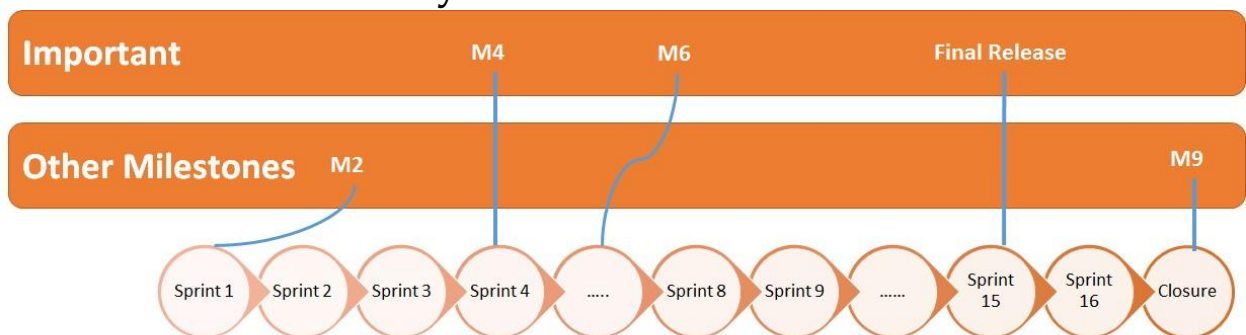 Important M4 M6 Final Release
Other Milestones M2 M9
Sprint 1 Sprint 2 Sprint 3 Sprint 4 ..... Sprint 8 Sprint 9 ...... Sprint 15 Sprint 16 Closure